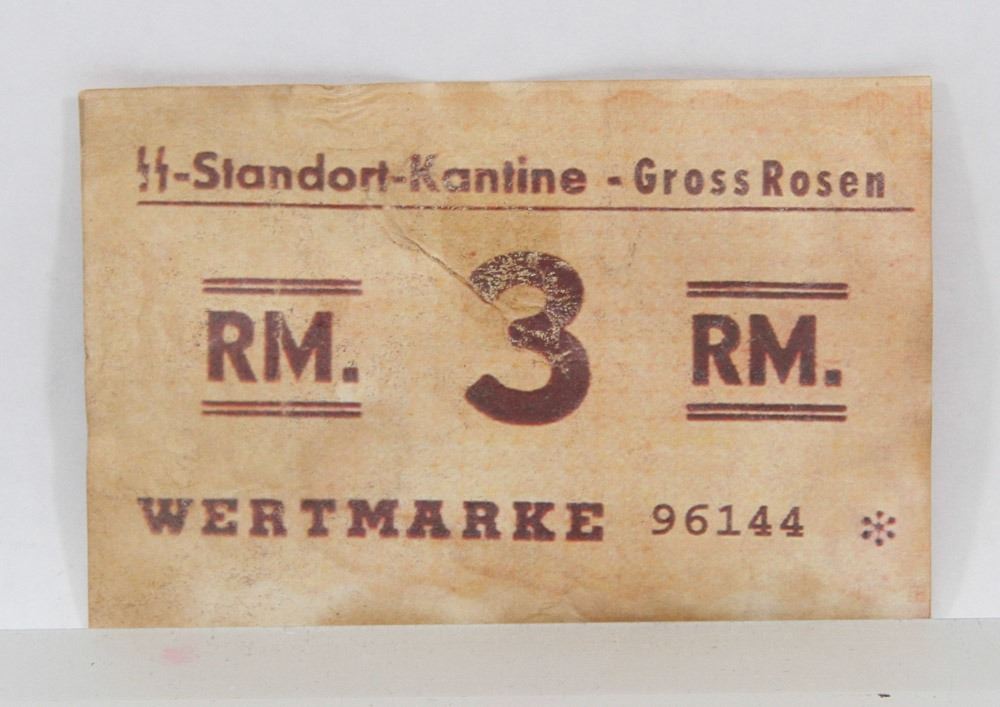 ᛋᛋ-Standort-Kantine - Gross Rosen
RM. 3 RM.
WERTMARKE 96144 *